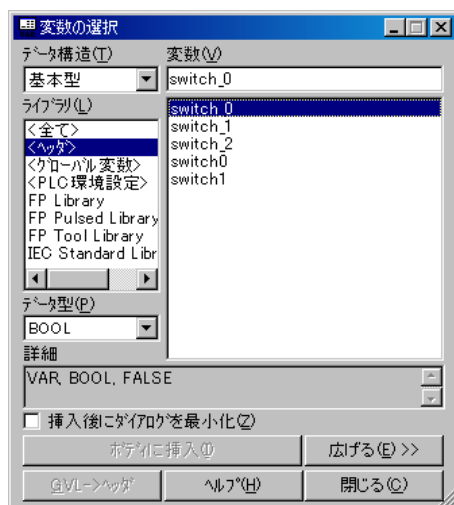 変数の選択
ﾃﾞｰﾀ構造(T)
変数(V)
基本型
switch_0
ﾗｲﾌﾞﾗﾘ(L)
<全て>
<ﾍｯﾀﾞ>
<ｸﾞﾛｰﾊﾞﾙ変数>
<PLC環境設定>
FP Library
FP Pulsed Library
FP Tool Library
IEC Standard Libr
switch_0
switch_1
switch_2
switch0
switch1
ﾃﾞｰﾀ型(P)
BOOL
詳細
VAR, BOOL, FALSE
挿入後にﾀﾞｲｱﾛｸﾞを最小化(Z)
ﾎﾞﾃﾞｨに挿入(I)
広げる(E) >>
GVL->ﾍｯﾀﾞ
ﾍﾙﾌﾟ(H)
閉じる(C)